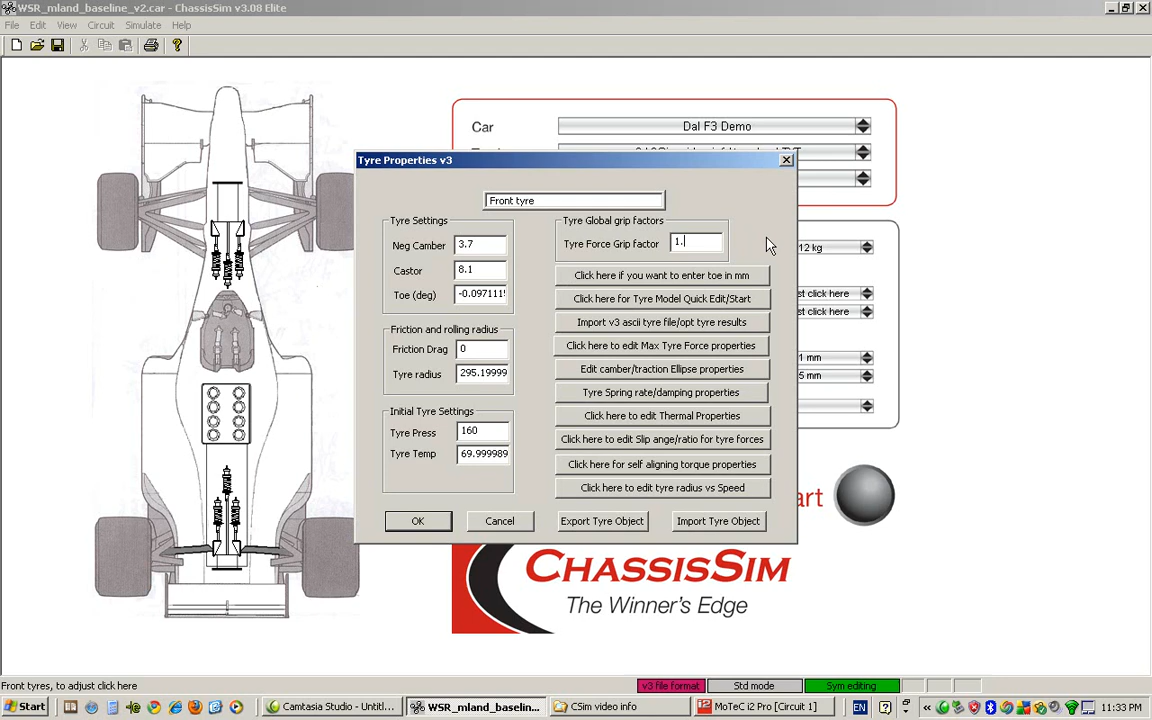 WSR_mland_baseline_v2.car - ChassisSim v3.08 Elite
File Edit View Circuit Simulate Help
Car Dal F3 Demo
Tyre Properties v3
Front tyre
Tyre Settings
Neg Camber 3.7
Castor 8.1
Toe (deg) -0.097111
Friction and rolling radius
Friction Drag 0
Tyre radius 295.19999
Initial Tyre Settings
Tyre Press 160
Tyre Temp 69.999989
Tyre Global grip factors
Tyre Force Grip factor 1.
Click here if you want to enter toe in mm
Click here for Tyre Model Quick Edit/Start
Import v3 ascii tyre file/opt tyre results
Click here to edit Max Tyre Force properties
Edit camber/traction Ellipse properties
Tyre Spring rate/damping properties
Click here to edit Thermal Properties
Click here to edit Slip ange/ratio for tyre forces
Click here for self aligning torque properties
Click here to edit tyre radius vs Speed
OK Cancel Export Tyre Object Import Tyre Object
12 kg
st click here
st click here
1 mm
5 mm
art
CHASSISSIM
The Winner's Edge
Front tyres, to adjust click here
v3 file format Std mode Sym editing
Start Camtasia Studio - Untitl... WSR_mland_baselin... CSim video info MoTeC i2 Pro [Circuit 1] EN 11:33 PM